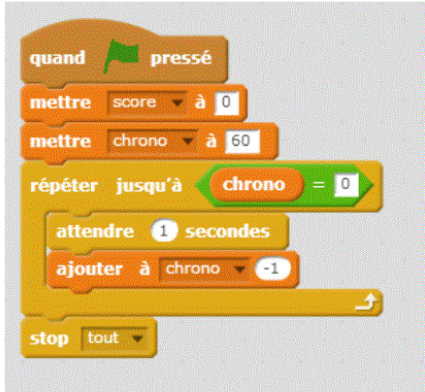 quand pressé
mettre score à 0
mettre chrono à 60
répéter jusqu'à chrono = 0
attendre 1 secondes
ajouter à chrono -1
stop tout